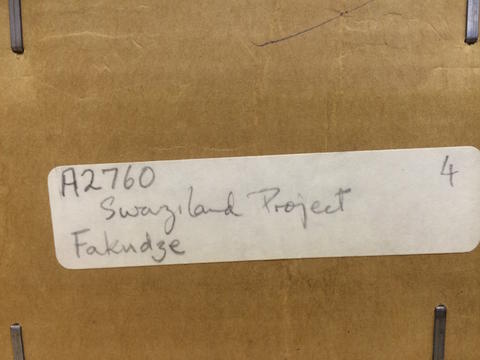 A2760 4
Swaziland Project
Fakudze